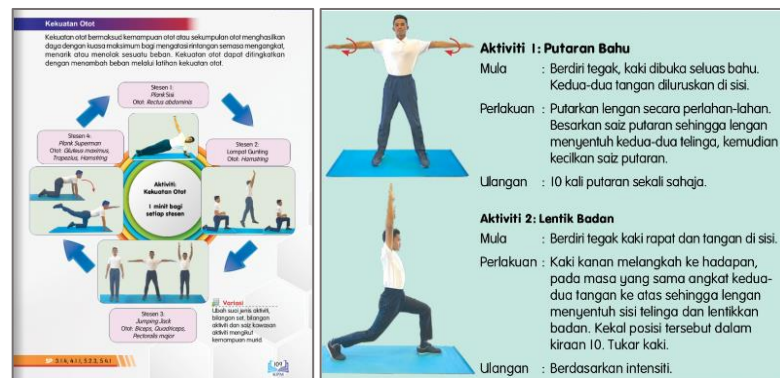 Kekuatan Otot
Kekuatan otot bermaksud kemampuan otot atau sekumpulan otot menghasilkan
daya dengan kuasa maksimum bagi mengatasi rintangan semasa mengangkat,
menarik atau menolak sesuatu beban. Kekuatan otot dapat ditingkatkan
dengan menambah beban melalui latihan kekuatan otot.
Stesen 1:
Plank Sisi
Otot: Rectus abdominis
Stesen 4:
Plank Superman
Otot: Gluteus maximus,
Trapezius, Hamstring
Stesen 2:
Lompat Gunting
Otot: Hamstring
Aktiviti:
Kekuatan Otot
1 minit bagi
setiap stesen
Stesen 3:
Jumping Jack
Otot: Biceps, Quadriceps,
Pectoralis major
Variasi
Ubah suai jenis aktiviti,
bilangan set, bilangan
aktiviti dan saiz kawasan
aktiviti mengikut
kemampuan murid.
109
Aktiviti 1: Putaran Bahu
Mula : Berdiri tegak, kaki dibuka seluas bahu.
Kedua-dua tangan diluruskan di sisi.
Perlakuan : Putarkan lengan secara perlahan-lahan.
Besarkan saiz putaran sehingga lengan
menyentuh kedua-dua telinga, kemudian
kecilkan saiz putaran.
Ulangan : 10 kali putaran sekali sahaja.
Aktiviti 2: Lentik Badan
Mula : Berdiri tegak kaki rapat dan tangan di sisi.
Perlakuan : Kaki kanan melangkah ke hadapan,
pada masa yang sama angkat kedua-
dua tangan ke atas sehingga lengan
menyentuh sisi telinga dan lentikkan
badan. Kekal posisi tersebut dalam
kiraan 10. Tukar kaki.
Ulangan : Berdasarkan intensiti.